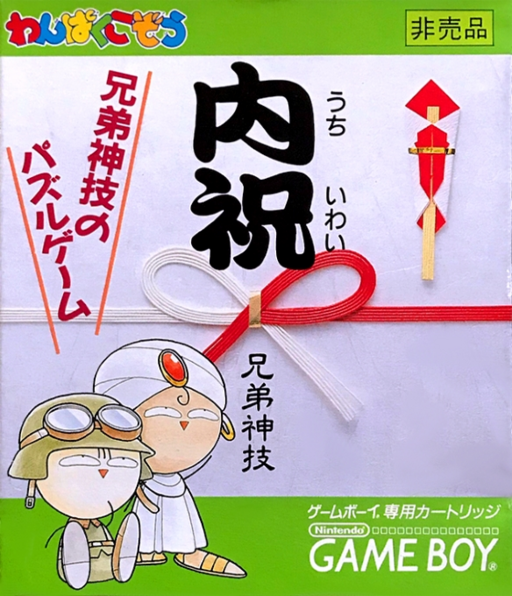 わんぱくこぞう
非売品
兄弟神技の
パズルゲーム
内祝
うち いわい
兄弟神技
ゲームボーイ専用カートリッジ
Nintendo
GAME BOY®